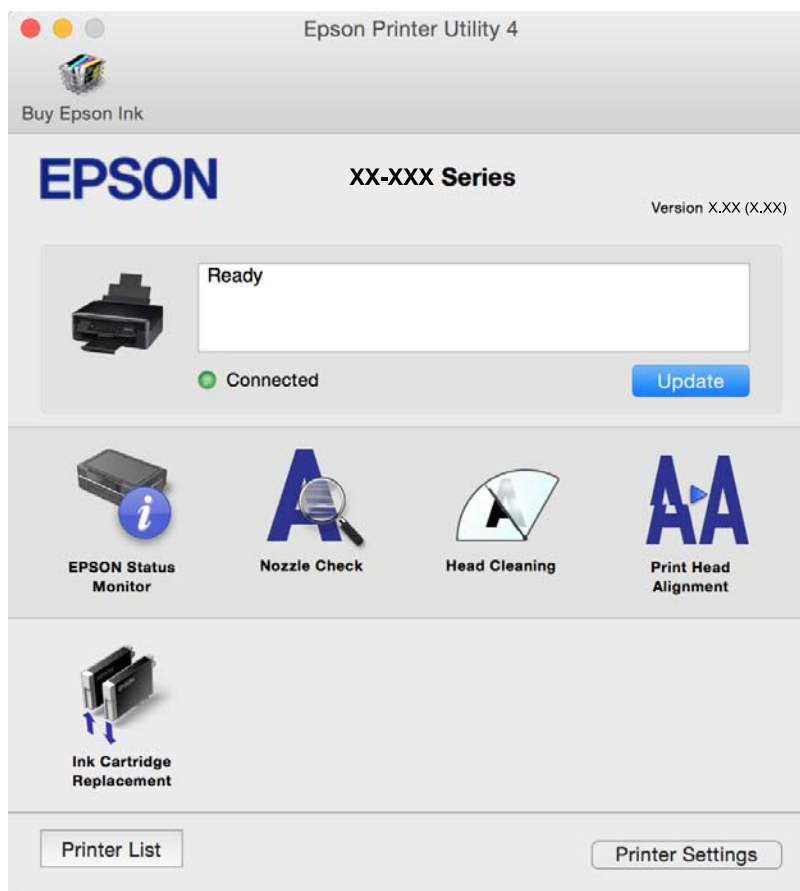 Epson Printer Utility 4
Buy Epson Ink
EPSON
XX-XXX Series
Version X.XX (X.XX)
Ready
Connected
Update
EPSON Status
Monitor
Nozzle Check
Head Cleaning
Print Head
Alignment
Ink Cartridge
Replacement
Printer List
Printer Settings